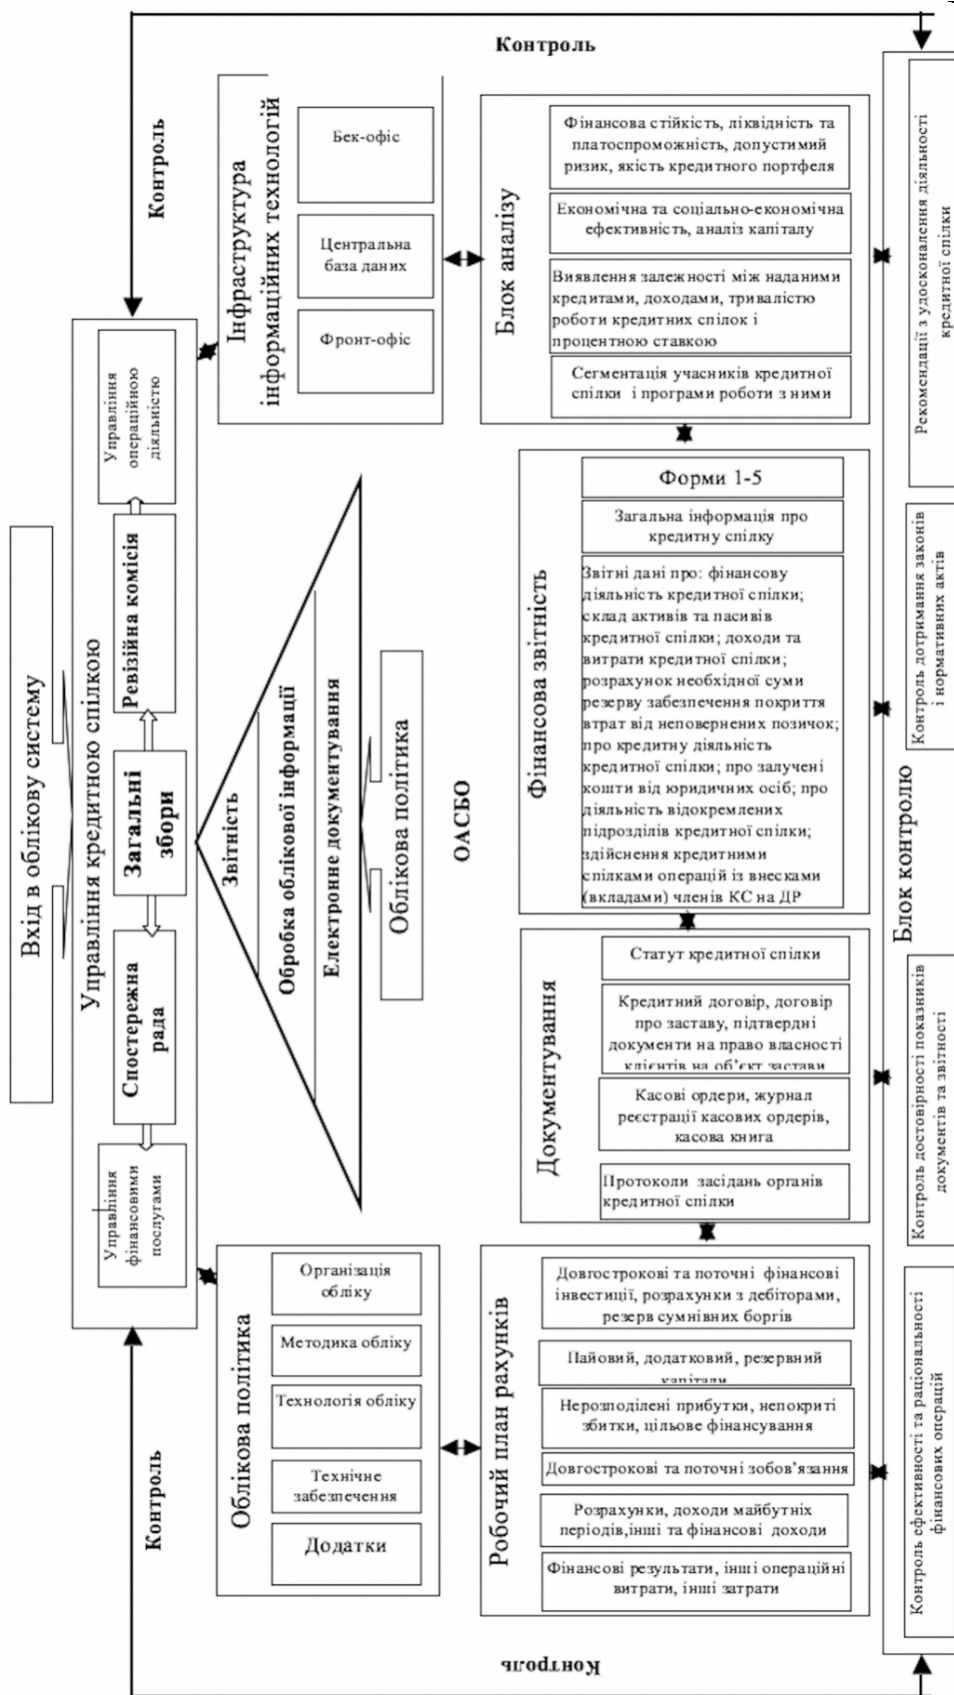 Контроль
Контроль
Вхід в облікову систему
Управління кредитною спілкою
Управління
фінансовими
послугами
Спостережна
рада
Загальні
збори
Ревізійна комісія
Управління
операційною
діяльністю
Контроль
Контроль
Облікова політика
Організація
обліку
Методика обліку
Технологія обліку
Технічне
забезпечення
Додатки
Звітність
Обробка облікової інформації
Електронне документування
Облікова політика
ОАСБО
Інфраструктура
інформаційних технологій
Бек-офіс
Центральна
база даних
Фронт-офіс
Робочий план рахунків
Довгострокові та поточні фінансові
інвестиції, розрахунки з дебіторами,
резерв сумнівних боргів
Пайовий, додатковий, резервний
капітали
Нерозподілені прибутки, непокриті
збитки, цільове фінансування
Довгострокові та поточні зобов’язання
Розрахунки, доходи майбутніх
періодів,інші та фінансові доходи
Фінансові результати, інші операційні
витрати, інші затрати
Документування
Статут кредитної спілки
Кредитний договір, договір
про заставу, підтвердні
документи на право власності
клієнтів на об’єкт застави
Касові ордери, журнал
реєстрації касових ордерів,
касова книга
Протоколи засідань органів
кредитної спілки
Фінансова звітність
Форми 1-5
Загальна інформація про
кредитну спілку
Звітні дані про: фінансову
діяльність кредитної спілки;
склад активів та пасивів
кредитної спілки; доходи та
витрати кредитної спілки;
розрахунок необхідної суми
резерву забезпечення покриття
втрат від неповернених позичок;
про кредитну діяльність
кредитної спілки; про залучені
кошти від юридичних осіб; про
діяльність відокремлених
підрозділів кредитної спілки;
здійснення кредитними
спілками операцій із внесками
(вкладами) членів КС на ДР
Блок аналізу
Фінансова стійкість, ліквідність та
платоспроможність, допустимий
ризик, якість кредитного портфеля
Економічна та соціально-економічна
ефективність, аналіз капіталу
Виявлення залежності між наданими
кредитами, доходами, тривалістю
роботи кредитних спілок і
процентною ставкою
Сегментація учасників кредитної
спілки і програми роботи з ними
Блок контролю
Контроль ефективності та раціональності
фінансових операцій
Контроль достовірності показників
документів та звітності
Контроль дотримання законів
і нормативних актів
Рекомендації з удосконалення діяльності
кредитної спілки